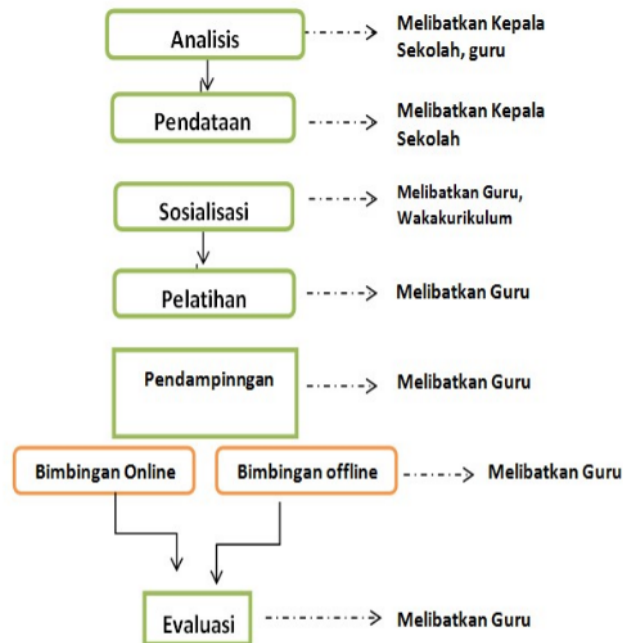 Analisis
Melibatkan Kepala
Sekolah, guru
Pendataan
Melibatkan Kepala
Sekolah
Sosialisasi
Melibatkan Guru,
Wakakurikulum
Pelatihan
Melibatkan Guru
Pendampinngan
Melibatkan Guru
Bimbingan Online
Bimbingan offline
Melibatkan Guru
Evaluasi
Melibatkan Guru